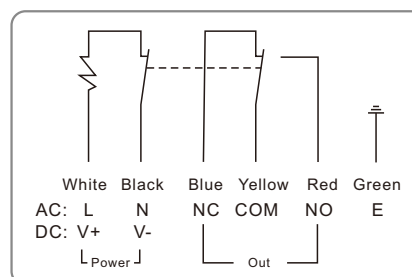 White Black Blue Yellow Red Green
AC: L N NC COM NO E
DC: V+ V-
Power Out